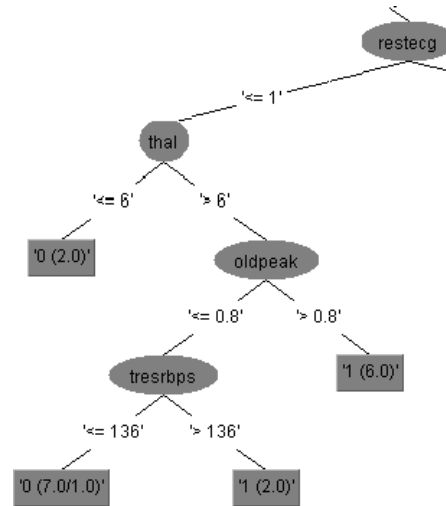 restecg
'<= 1'
thal
'<= 6'
'> 6'
'0 (2.0)'
oldpeak
'<= 0.8'
'> 0.8'
tresrbps
'1 (6.0)'
'<= 136'
'> 136'
'0 (7.0/1.0)'
'1 (2.0)'